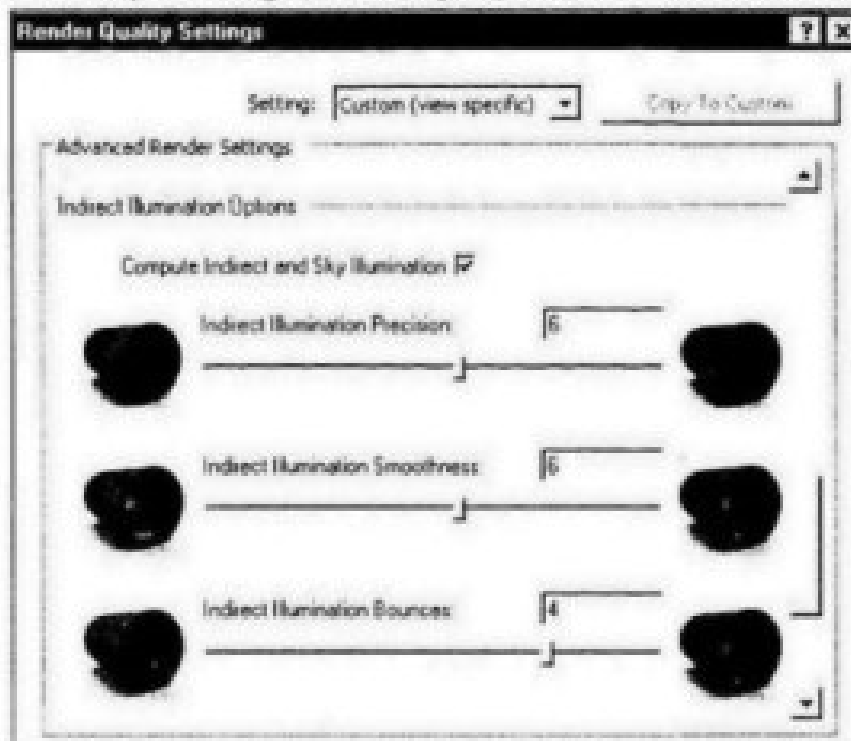 Render Quality Settings
Setting: Custom (view specific)
Copy To Custom
Advanced Render Settings
Indirect Illumination Options
Compute Indirect and Sky Illumination
Indirect Illumination Precision: 6
Indirect Illumination Smoothness: 6
Indirect Illumination Bounces: 4